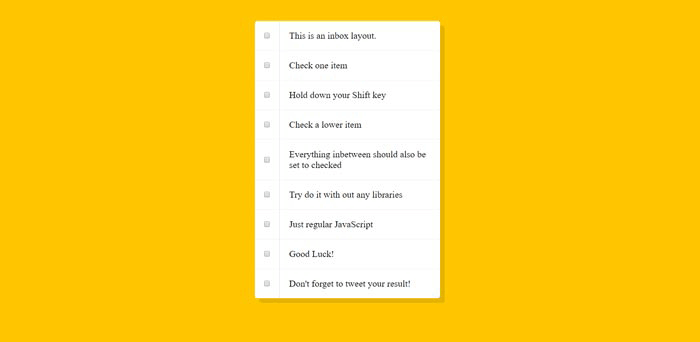 This is an inbox layout.
Check one item
Hold down your Shift key
Check a lower item
Everything inbetween should also be
set to checked
Try do it with out any libraries
Just regular JavaScript
Good Luck!
Don't forget to tweet your result!